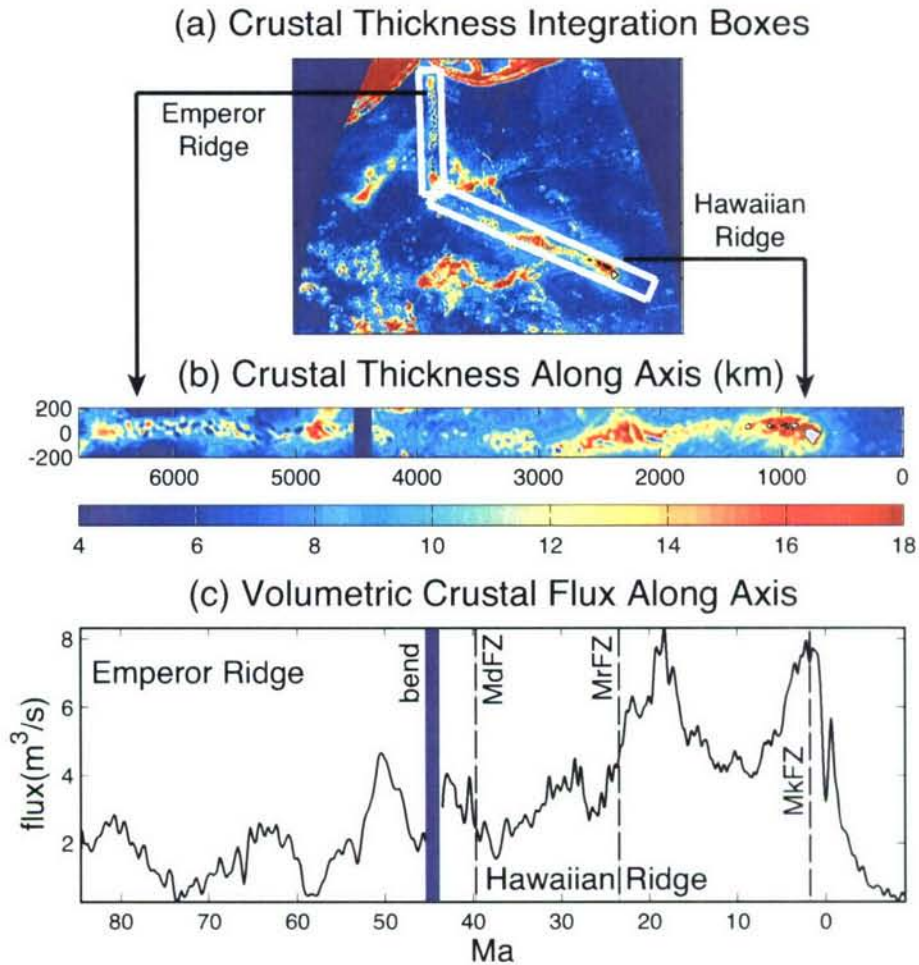 (a) Crustal Thickness Integration Boxes
Emperor
Ridge
Hawaiian
Ridge
(b) Crustal Thickness Along Axis (km)
200
0
-200
6000 5000 4000 3000 2000 1000 0
4 6 8 10 12 14 16 18
(c) Volumetric Crustal Flux Along Axis
8
6
4
2
flux(m³/s)
Emperor Ridge
bend
MdFZ
MrFZ
MkFZ
Hawaiian Ridge
80 70 60 50 40 30 20 10 0
Ma